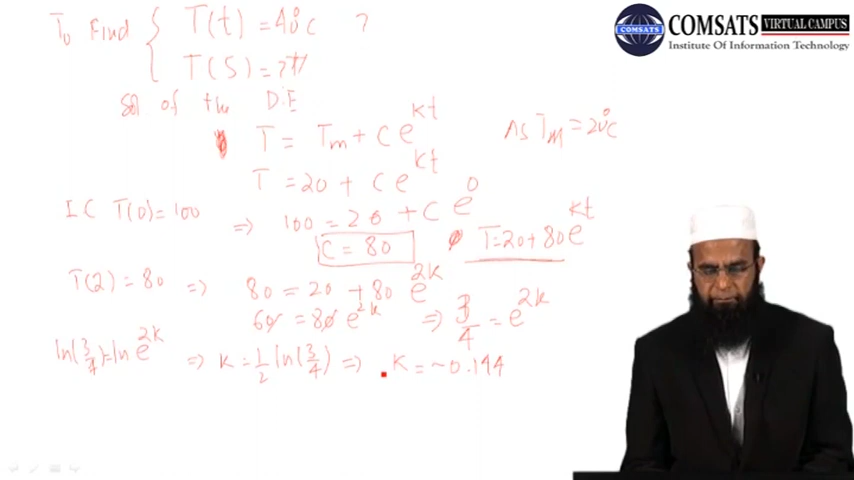 To Find { T(t) = 40°C ?
T(5) = ??
Sol of the D.E
T = Tm + C e^kt As Tm = 20°C
T = 20 + C e^kt
I.C T(0) = 100 ⇒ 100 = 20 + C e^0
C = 80 T = 20 + 80 e^kt
T(2) = 80 ⇒ 80 = 20 + 80 e^2k
60 = 80 e^2k ⇒ 3/4 = e^2k
ln(3/4) = ln e^2k ⇒ K = 1/2 ln(3/4) ⇒ K = -0.144
COMSATS
COMSATS VIRTUAL CAMPUS
Institute Of Information Technology